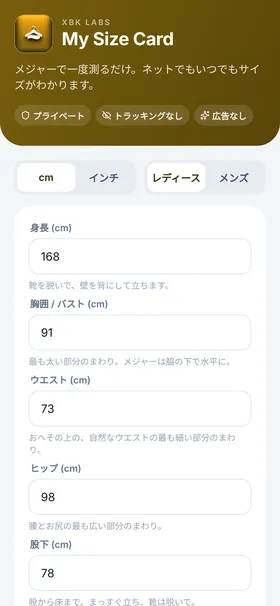 XBK LABS
My Size Card
メジャーで一度測るだけ。ネットでもいつでもサイ
ズがわかります。
プライベート
トラッキングなし
広告なし
cm
インチ
レディース
メンズ
身長 (cm)
168
靴を脱いで、壁を背にして立ちます。
胸囲 / バスト (cm)
91
最も太い部分のまわり。メジャーは脇の下で水平に。
ウエスト (cm)
73
おへその上の、自然なウエストの最も細い部分のまわ
り。
ヒップ (cm)
98
腰とお尻の最も広い部分のまわり。
股下 (cm)
78
股から床まで。まっすぐ立ち、靴は脱いで。